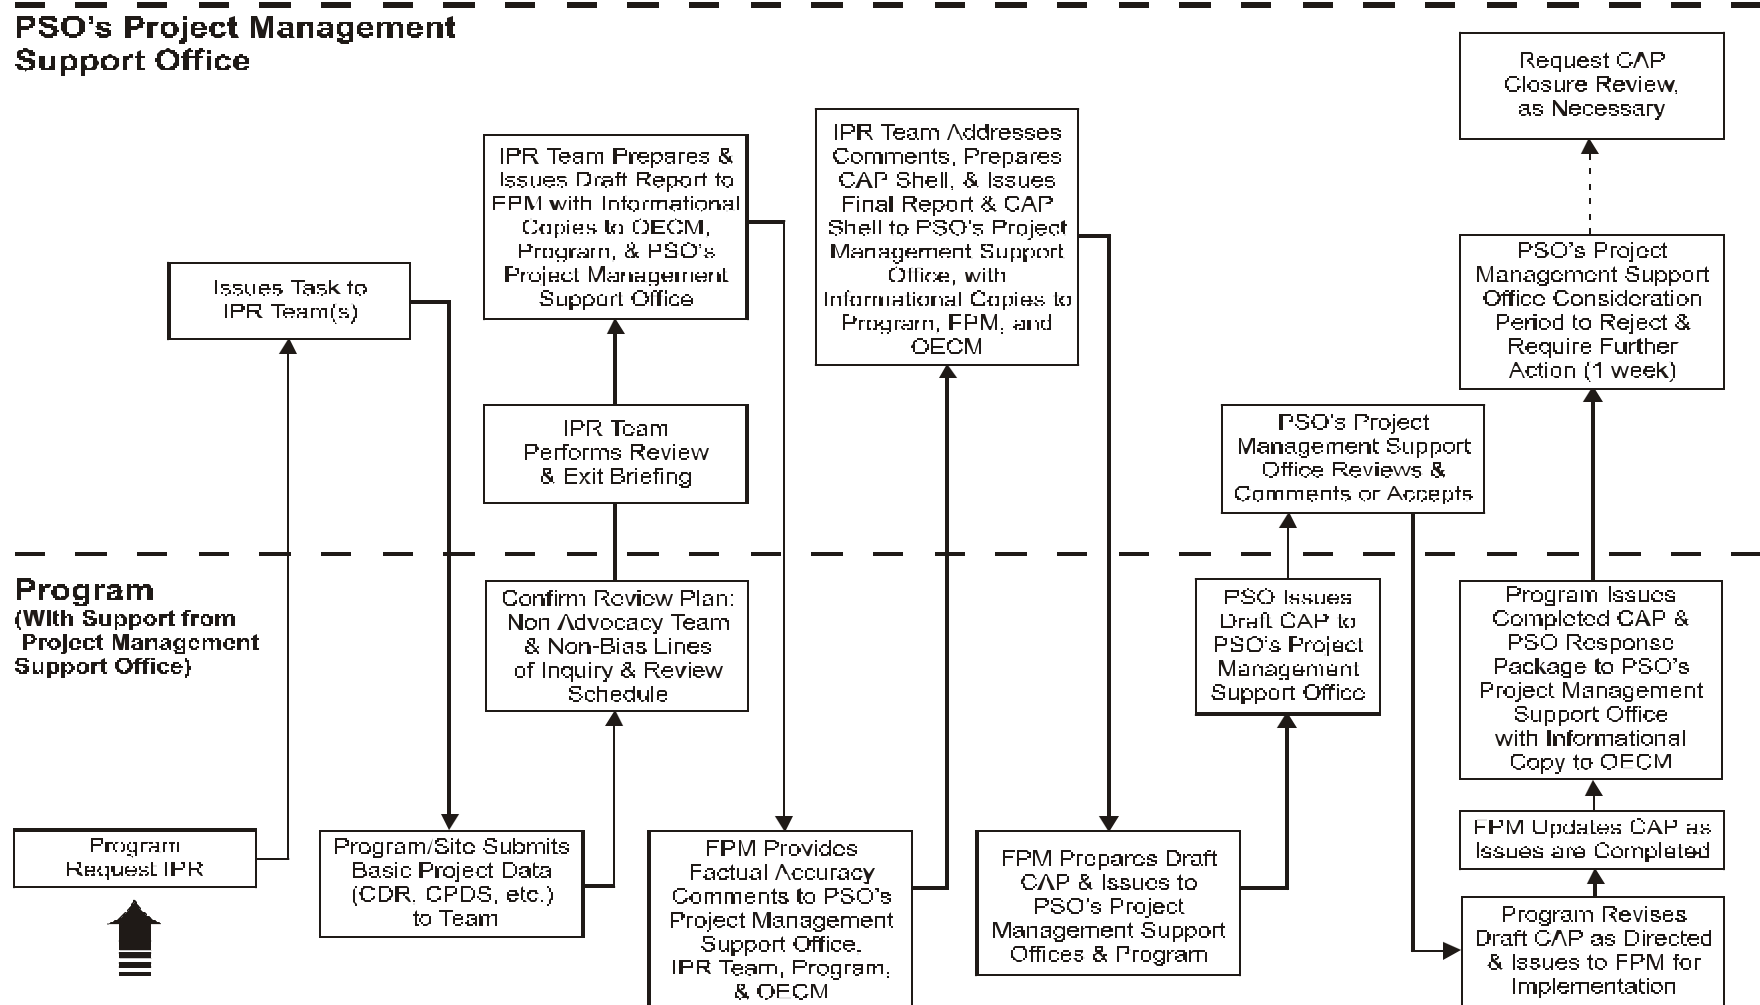 PSO's Project Management
Support Office
Request CAP
Closure Review,
as Necessary
IPR Team Addresses
Comments, Prepares
CAP Shell, & Issues
Final Report & CAP
Shell to PSO's Project
Management Support
Office, with
Informational Copies to
Program, FPM, and
OECM
IPR Team Prepares &
Issues Draft Report to
FPM with Informational
Copies to OECM,
Program, & PSO's
Project Management
Support Office
PSO's Project
Management Support
Office Consideration
Period to Reject &
Require Further
Action (1 week)
Issues Task to
IPR Team(s)
IPR Team
Performs Review
& Exit Briefing
PSO's Project
Management Support
Office Reviews &
Comments or Accepts
Program
(With Support from
Project Management
Support Office)
Confirm Review Plan:
Non Advocacy Team
& Non-Bias Lines
of Inquiry & Review
Schedule
PSO Issues
Draft CAP to
PSO's Project
Management
Support Office
Program Issues
Completed CAP &
PSO Response
Package to PSO's
Project Management
Support Office
with Informational
Copy to OECM
Program
Request IPR
Program/Site Submits
Basic Project Data
(CDR, CPDS, etc.)
to Team
FPM Provides
Factual Accuracy
Comments to PSO's
Project Management
Support Office,
IPR Team, Program,
& OECM
FPM Prepares Draft
CAP & Issues to
PSO's Project
Management Support
Offices & Program
FPM Updates CAP as
Issues are Completed
Program Revises
Draft CAP as Directed
& Issues to FPM for
Implementation